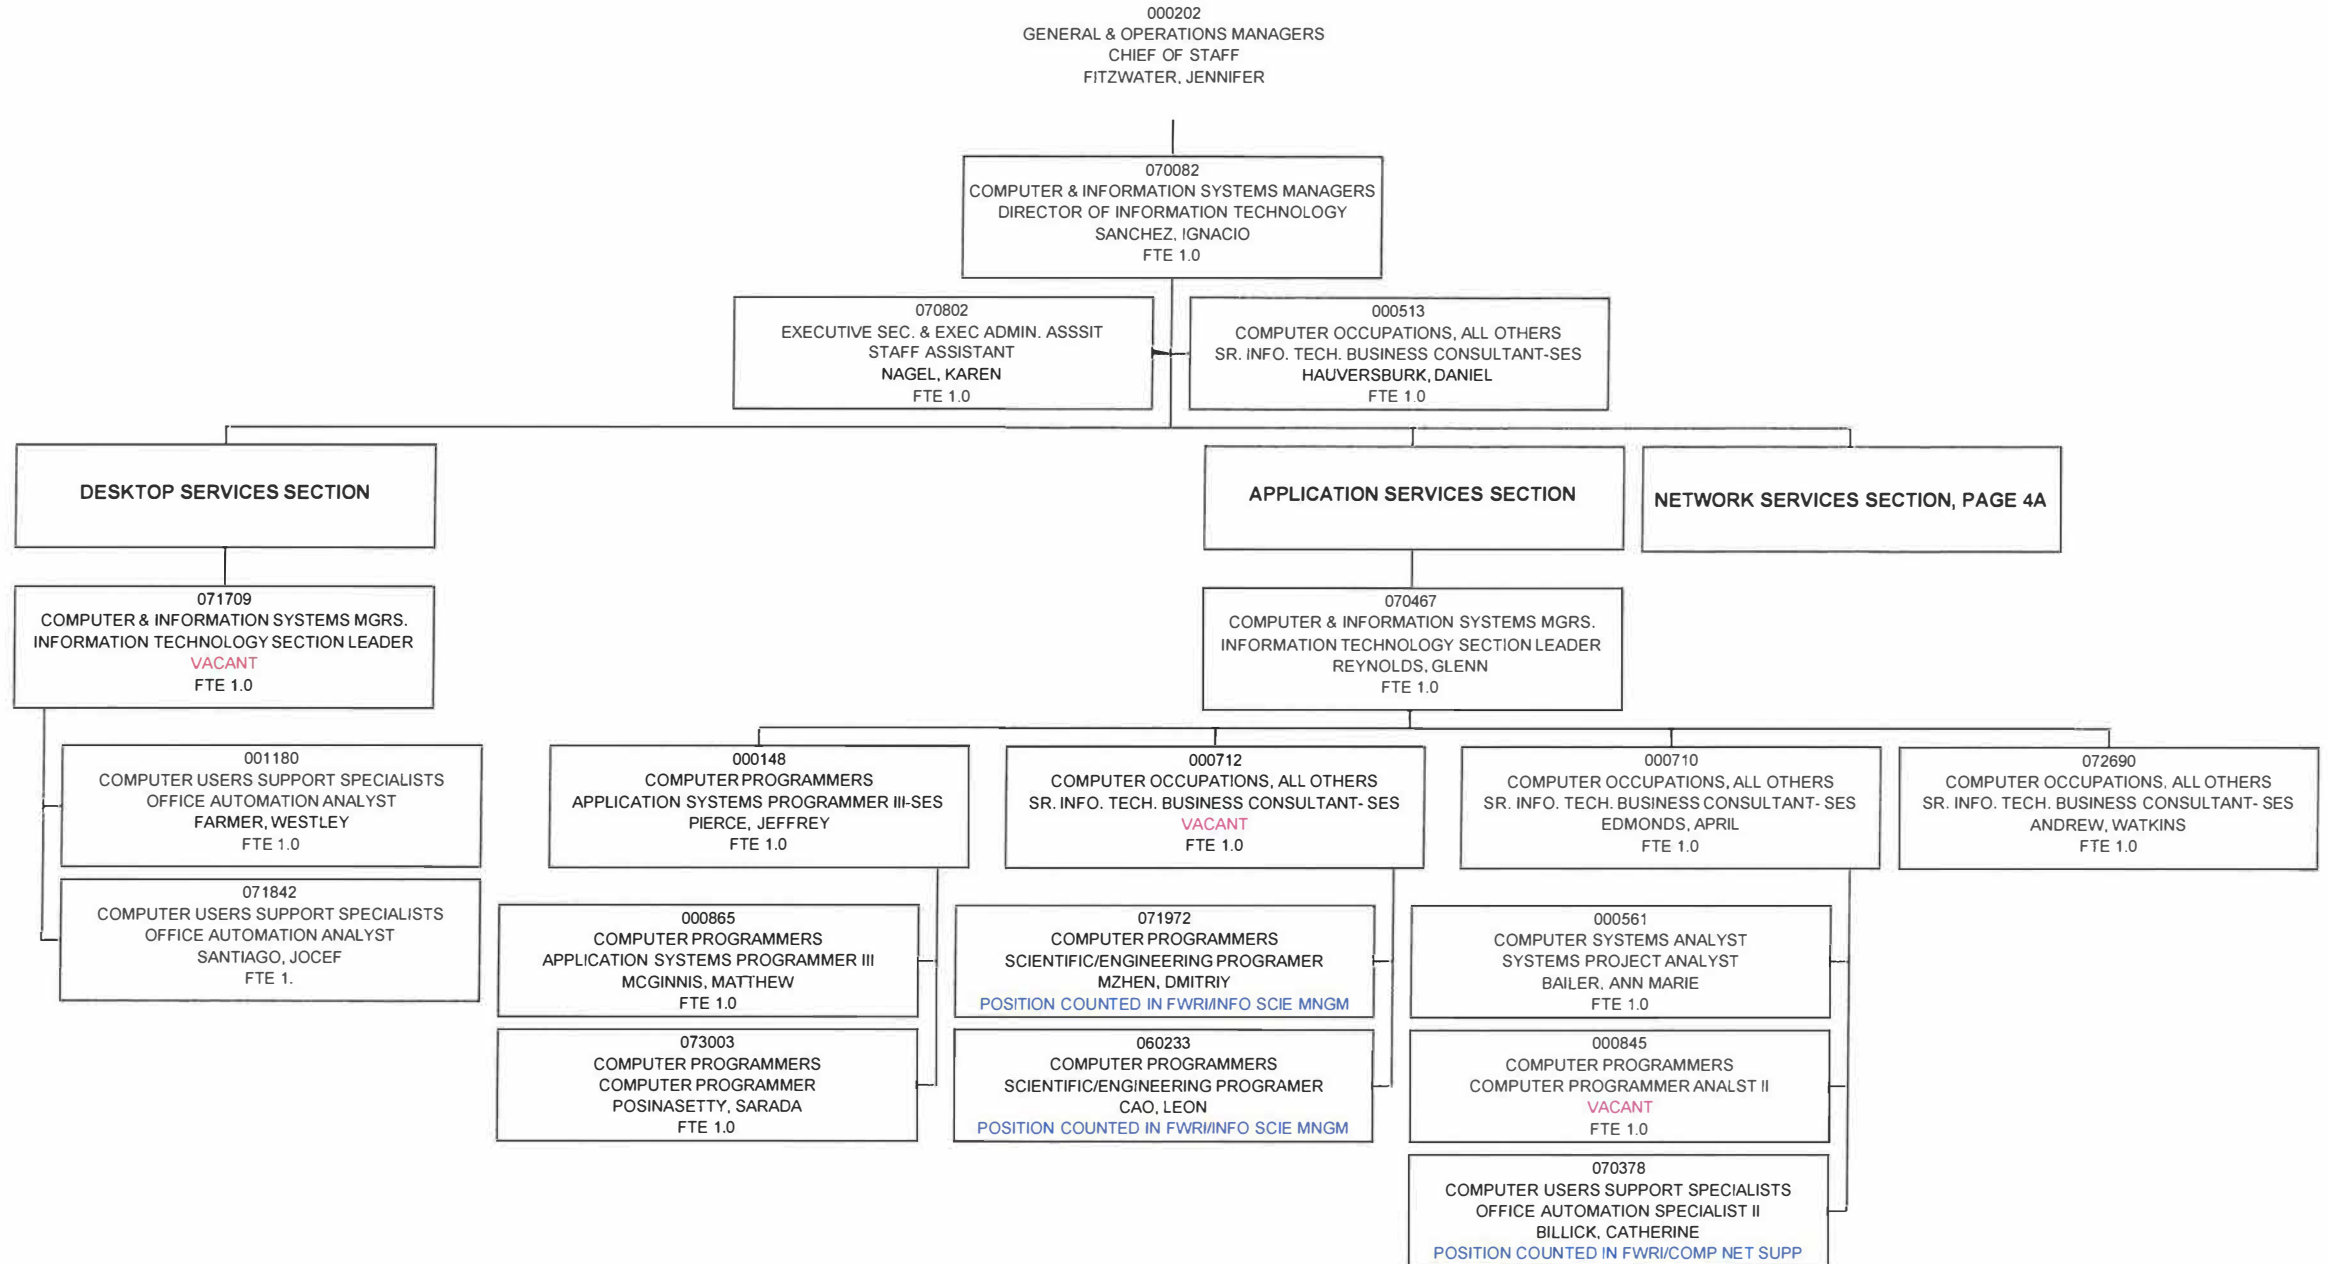 000202
GENERAL & OPERATIONS MANAGERS
CHIEF OF STAFF
FITZWATER, JENNIFER
070082
COMPUTER & INFORMATION SYSTEMS MANAGERS
DIRECTOR OF INFORMATION TECHNOLOGY
SANCHEZ, IGNACIO
FTE 1.0
070802
EXECUTIVE SEC. & EXEC ADMIN. ASSSIT
STAFF ASSISTANT
NAGEL, KAREN
FTE 1.0
000513
COMPUTER OCCUPATIONS, ALL OTHERS
SR. INFO. TECH. BUSINESS CONSULTANT-SES
HAUVERSBURK, DANIEL
FTE 1.0
DESKTOP SERVICES SECTION
APPLICATION SERVICES SECTION
NETWORK SERVICES SECTION, PAGE 4A
071709
COMPUTER & INFORMATION SYSTEMS MGRS.
INFORMATION TECHNOLOGY SECTION LEADER
VACANT
FTE 1.0
070467
COMPUTER & INFORMATION SYSTEMS MGRS.
INFORMATION TECHNOLOGY SECTION LEADER
REYNOLDS, GLENN
FTE 1.0
001180
COMPUTER USERS SUPPORT SPECIALISTS
OFFICE AUTOMATION ANALYST
FARMER, WESTLEY
FTE 1.0
071842
COMPUTER USERS SUPPORT SPECIALISTS
OFFICE AUTOMATION ANALYST
SANTIAGO, JOCEF
FTE 1.
000148
COMPUTER PROGRAMMERS
APPLICATION SYSTEMS PROGRAMMER III-SES
PIERCE, JEFFREY
FTE 1.0
000865
COMPUTER PROGRAMMERS
APPLICATION SYSTEMS PROGRAMMER III
MCGINNIS, MATTHEW
FTE 1.0
073003
COMPUTER PROGRAMMERS
COMPUTER PROGRAMMER
POSINASETTY, SARADA
FTE 1.0
000712
COMPUTER OCCUPATIONS, ALL OTHERS
SR. INFO. TECH. BUSINESS CONSULTANT- SES
VACANT
FTE 1.0
071972
COMPUTER PROGRAMMERS
SCIENTIFIC/ENGINEERING PROGRAMER
MZHEN, DMITRIY
POSITION COUNTED IN FWRI/INFO SCIE MNGM
060233
COMPUTER PROGRAMMERS
SCIENTIFIC/ENGINEERING PROGRAMER
CAO, LEON
POSITION COUNTED IN FWRI/INFO SCIE MNGM
000710
COMPUTER OCCUPATIONS, ALL OTHERS
SR. INFO. TECH. BUSINESS CONSULTANT- SES
EDMONDS, APRIL
FTE 1.0
000561
COMPUTER SYSTEMS ANALYST
SYSTEMS PROJECT ANALYST
BAILER, ANN MARIE
FTE 1.0
000845
COMPUTER PROGRAMMERS
COMPUTER PROGRAMMER ANALST II
VACANT
FTE 1.0
070378
COMPUTER USERS SUPPORT SPECIALISTS
OFFICE AUTOMATION SPECIALIST II
BILLICK, CATHERINE
POSITION COUNTED IN FWRI/COMP NET SUPP
072690
COMPUTER OCCUPATIONS, ALL OTHERS
SR. INFO. TECH. BUSINESS CONSULTANT- SES
ANDREW, WATKINS
FTE 1.0